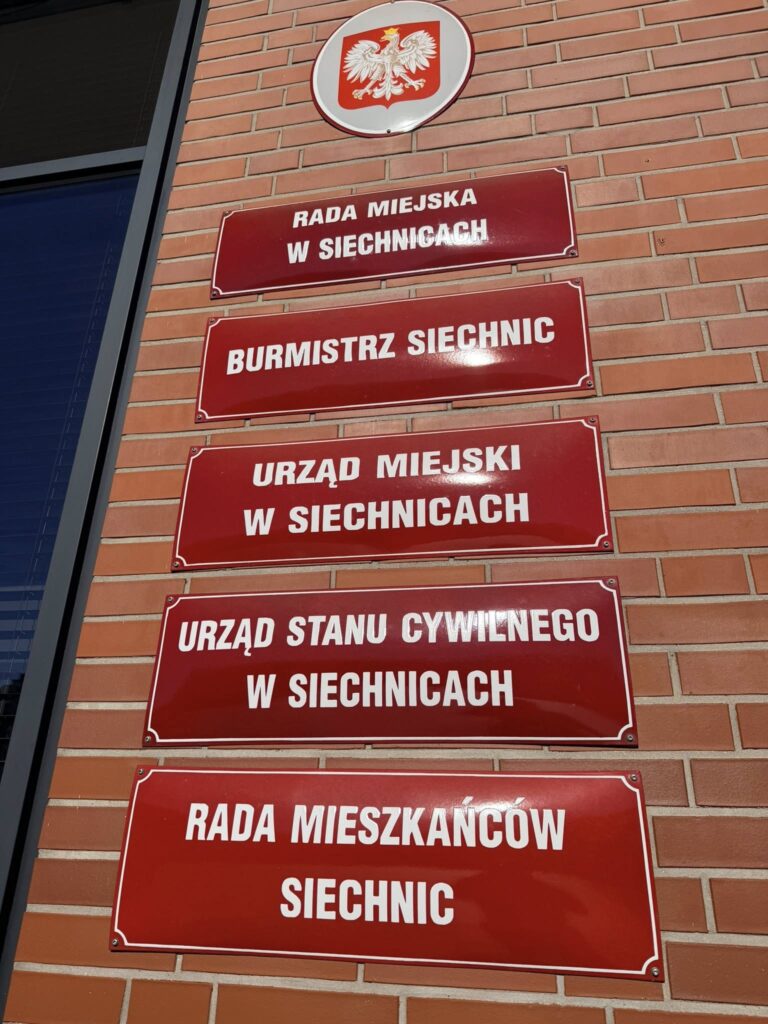 RADA MIEJSKA
W SIECHNICACH
BURMISTRZ SIECHNIC
URZĄD MIEJSKI
W SIECHNICACH
URZĄD STANU CYWILNEGO
W SIECHNICACH
RADA MIESZKAŃCÓW
SIECHNIC